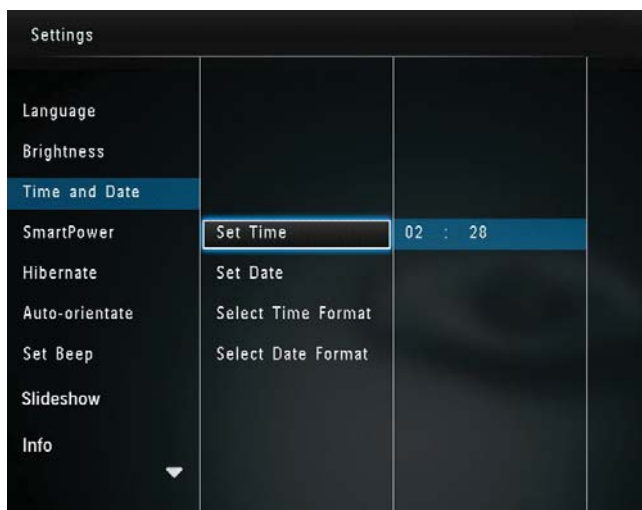 Settings
Language
Brightness
Time and Date
SmartPower
Hibernate
Auto-orientate
Set Beep
Slideshow
Info
Set Time
Set Date
Select Time Format
Select Date Format
02 : 28